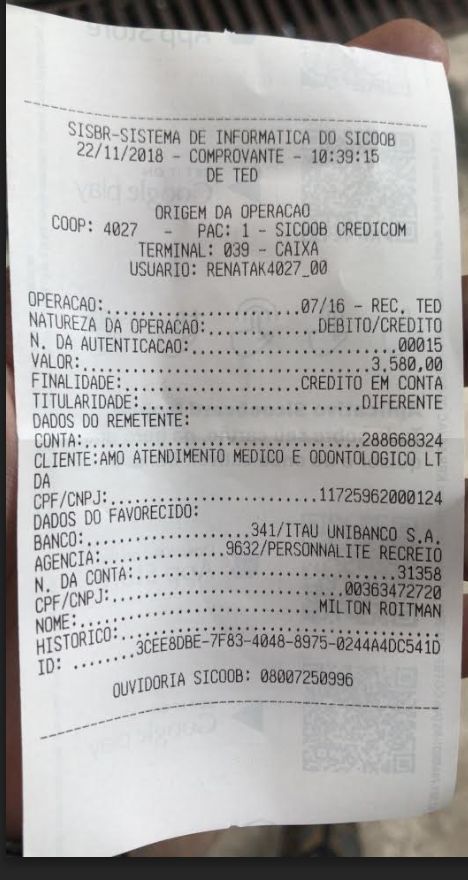 SISBR-SISTEMA DE INFORMATICA DO SICOOB
22/11/2018 - COMPROVANTE - 10:39:15
DE TED
ORIGEM DA OPERACAO
COOP: 4027 - PAC: 1 - SICOOB CREDICOM
TERMINAL: 039 - CAIXA
USUARIO: RENATAK4027_00
OPERACAO:........................07/16 - REC. TED
NATUREZA DA OPERACAO:.............DEBITO/CREDITO
N. DA AUTENTICACAO:........................00015
VALOR:..................................3.580,00
FINALIDADE:.....................CREDITO EM CONTA
TITULARIDADE:..........................DIFERENTE
DADOS DO REMETENTE:
CONTA:.................................288668324
CLIENTE:AMO ATENDIMENTO MEDICO E ODONTOLOGICO LT
DA
CPF/CNPJ:.........................11725962000124
DADOS DO FAVORECIDO:
BANCO:...................341/ITAU UNIBANCO S.A.
AGENCIA:..............9632/PERSONNALITE RECREIO
N. DA CONTA:..............................31358
CPF/CNPJ:...........................00363472720
NOME:............................MILTON ROITMAN
HISTORICO:.....................................
ID: .......3CEE8DBE-7F83-4048-8975-0244A4DC541D
OUVIDORIA SICOOB: 08007250996